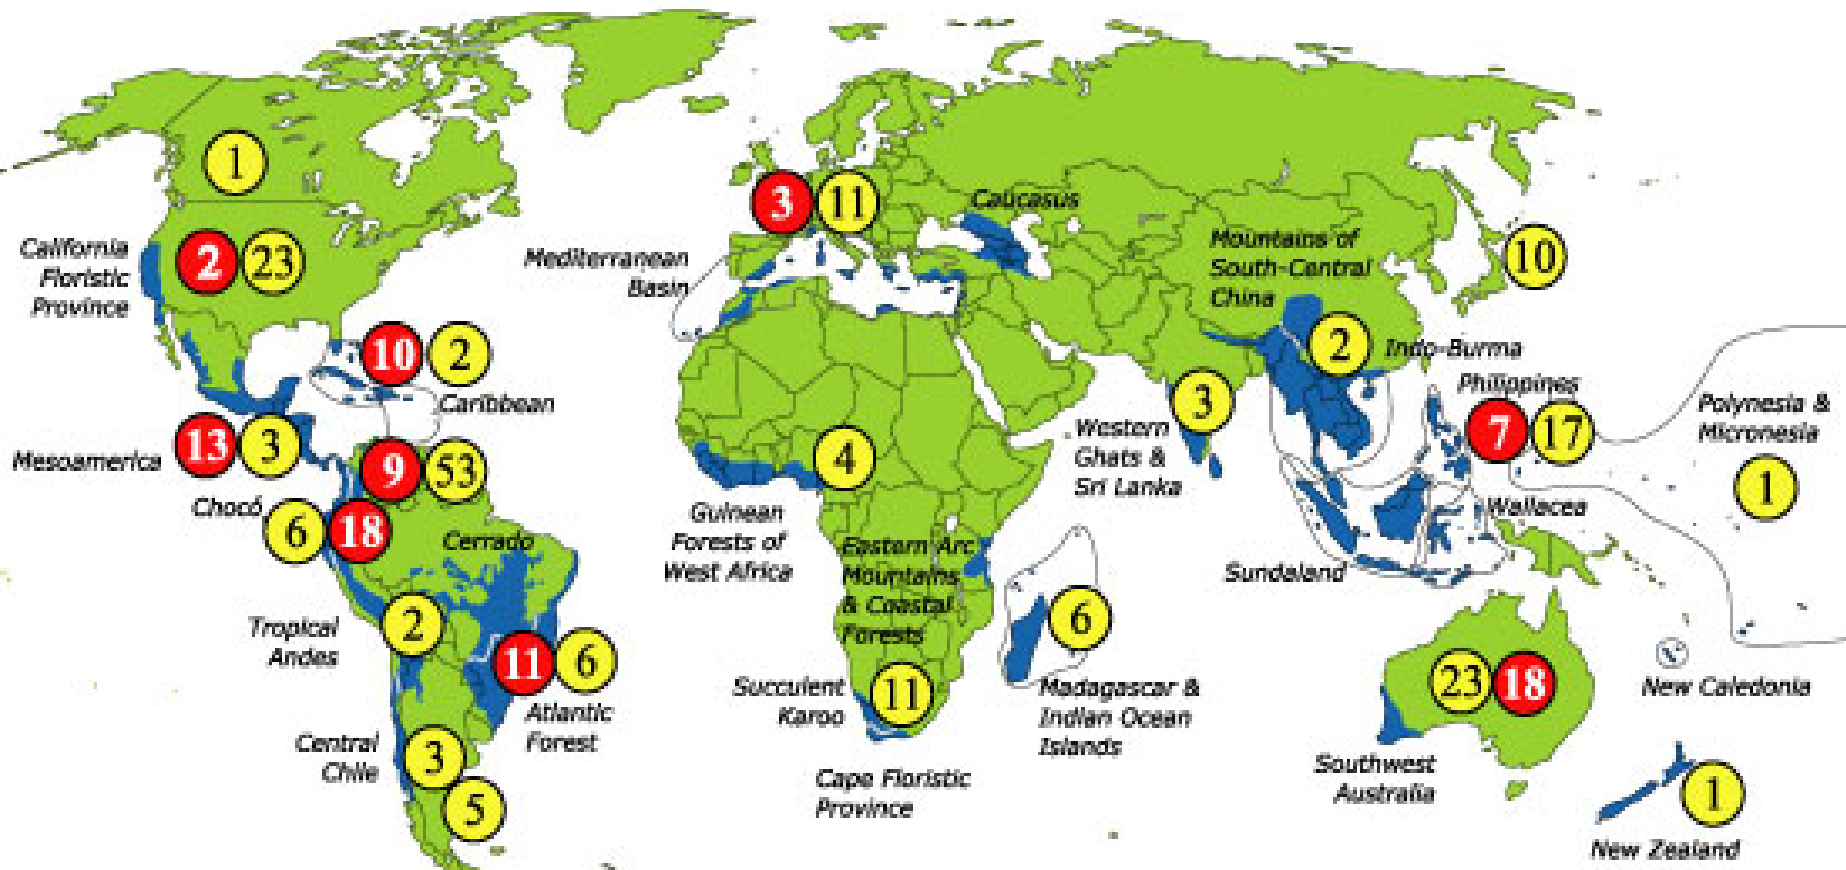 1
Caucasus
3 11
California
Floristic
Province
2 23
Mediterranean
Basin
Mountains of
South-Central
China
10
10 2
2
Indo-Burma
Caribbean
Philippines
3
7 17
Polynesia &
Micronesia
Mesoamerica
13 3
9 53
4
Western
Ghats &
Sri Lanka
1
Chocó
6 18
Cerrado
Guinean
Forests of
West Africa
Eastern Arc
Mountains
& Coastal
Forests
Wallacea
Sundaland
Tropical
Andes
2
6
11 6
Atlantic
Forest
Succulent
Karoo
11
Madagascar &
Indian Ocean
Islands
23 18
New Caledonia
Central
Chile
3
5
Cape Floristic
Province
Southwest
Australia
1
New Zealand